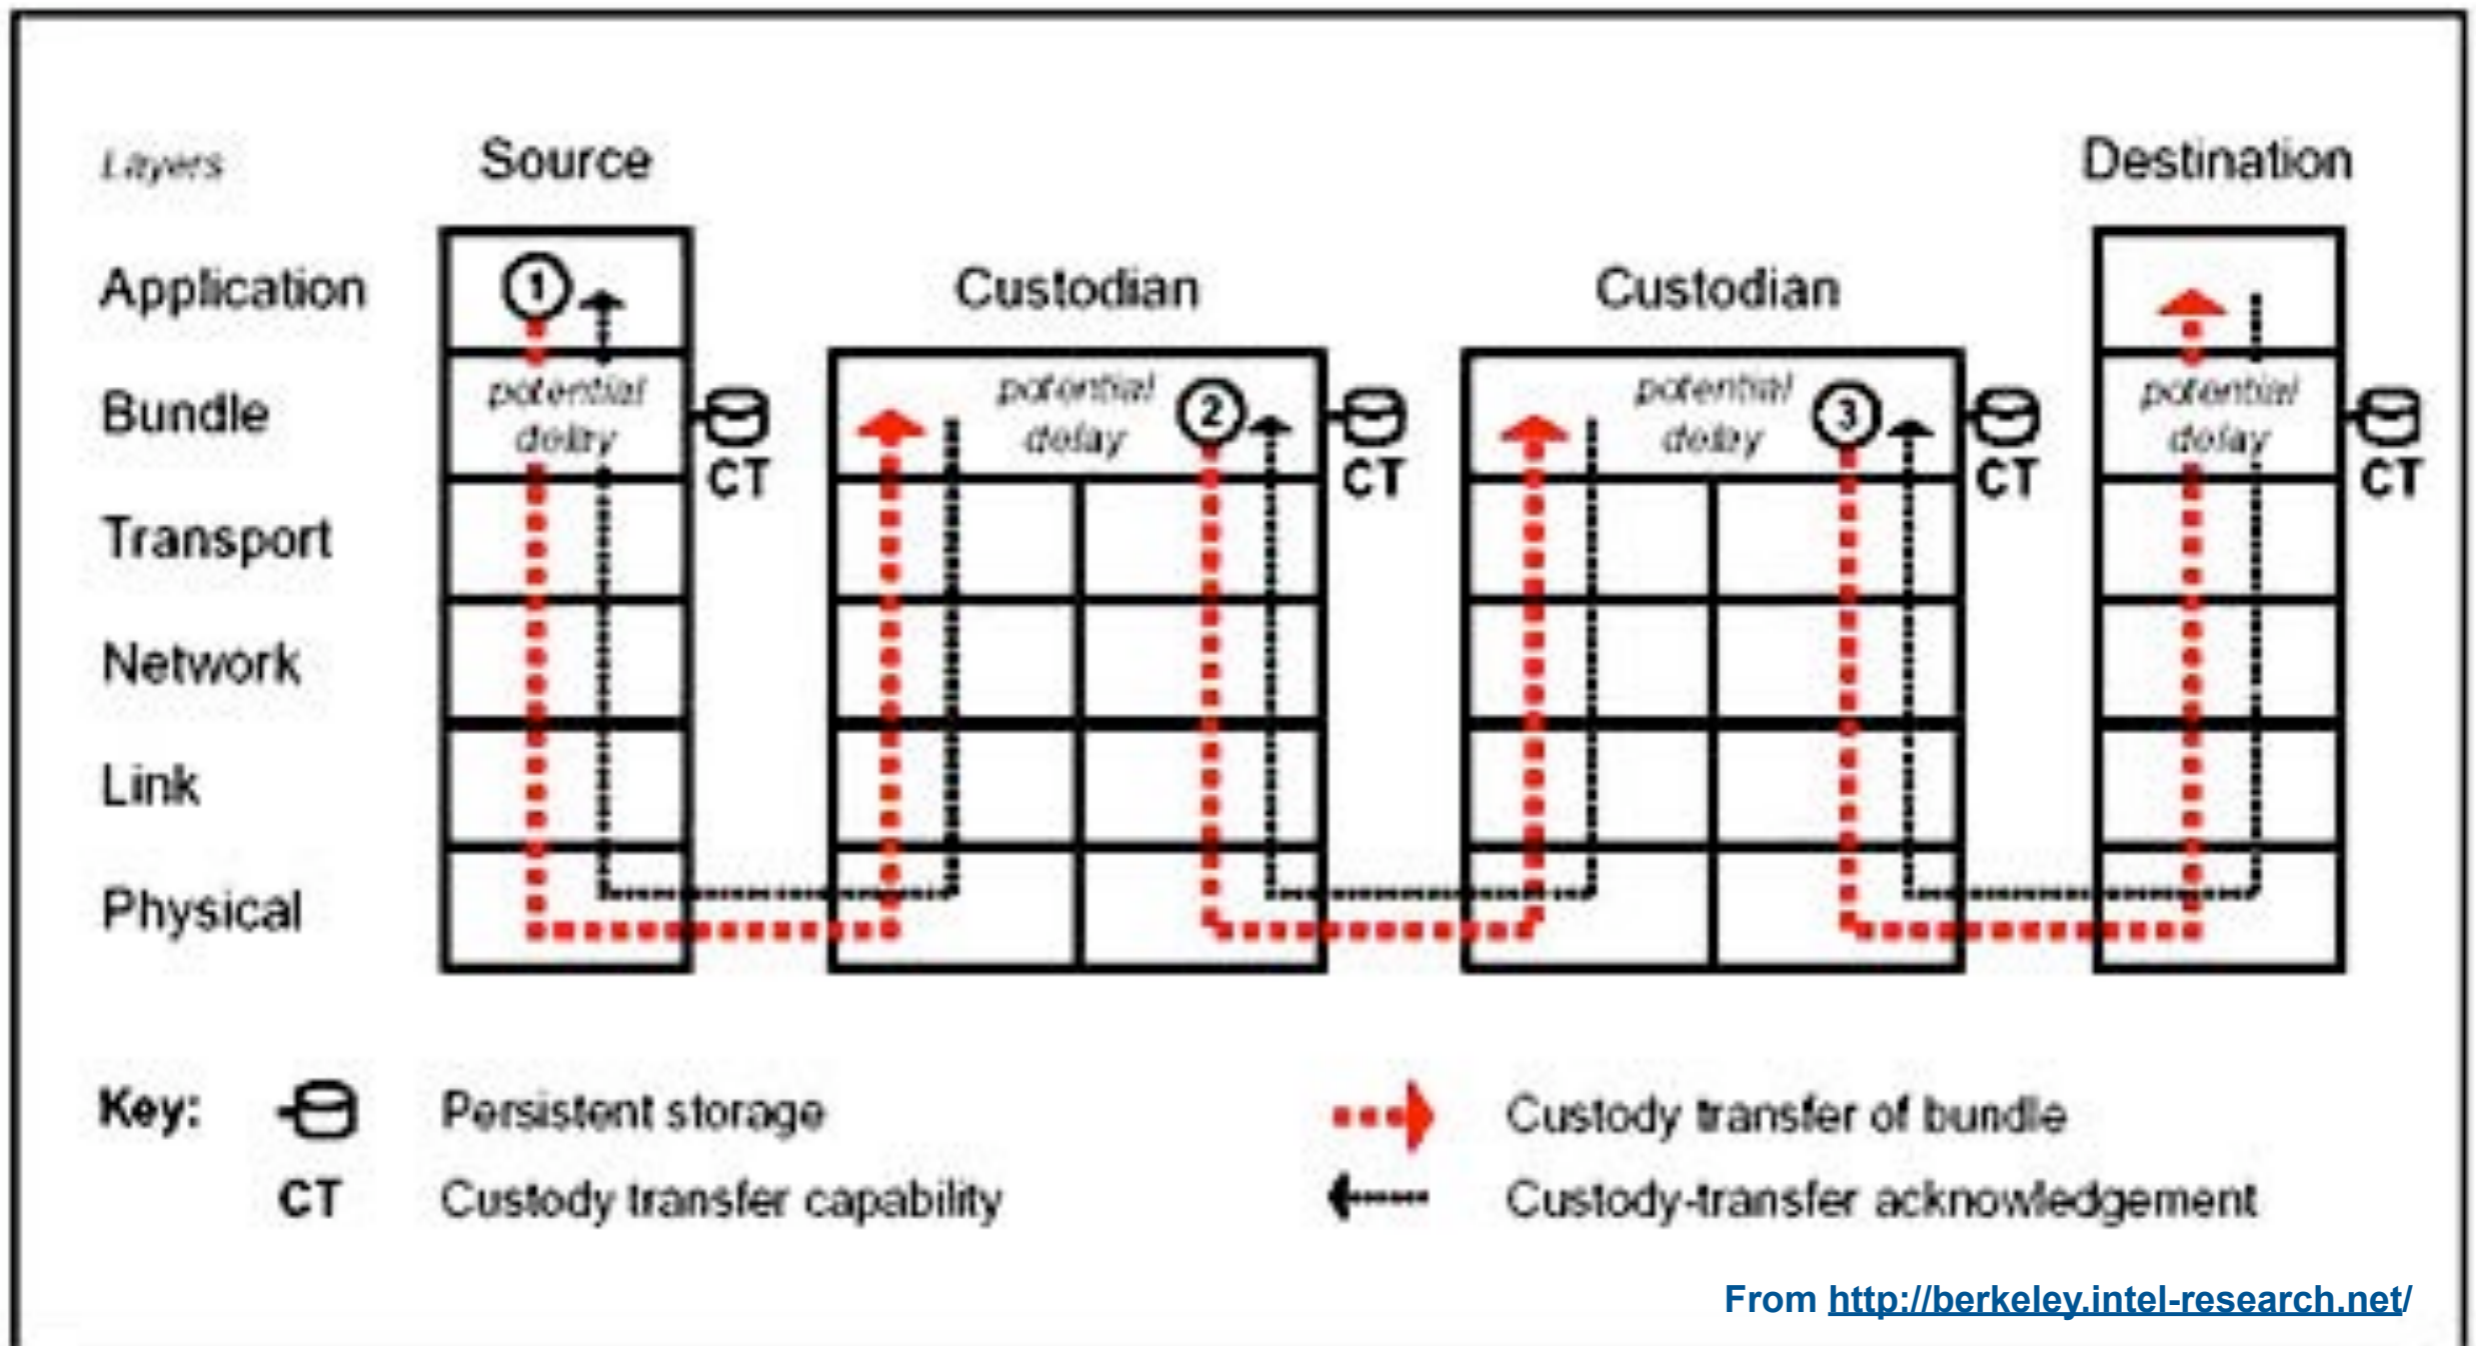 Layers
Source
Destination
Application
1
Custodian
Custodian
Bundle
potential
delay
CT
potential
delay
2
CT
potential
delay
3
CT
potential
delay
CT
Transport
Network
Link
Physical
Key:
Persistent storage
Custody transfer of bundle
CT
Custody transfer capability
Custody-transfer acknowledgement
From http://berkeley.intel-research.net/